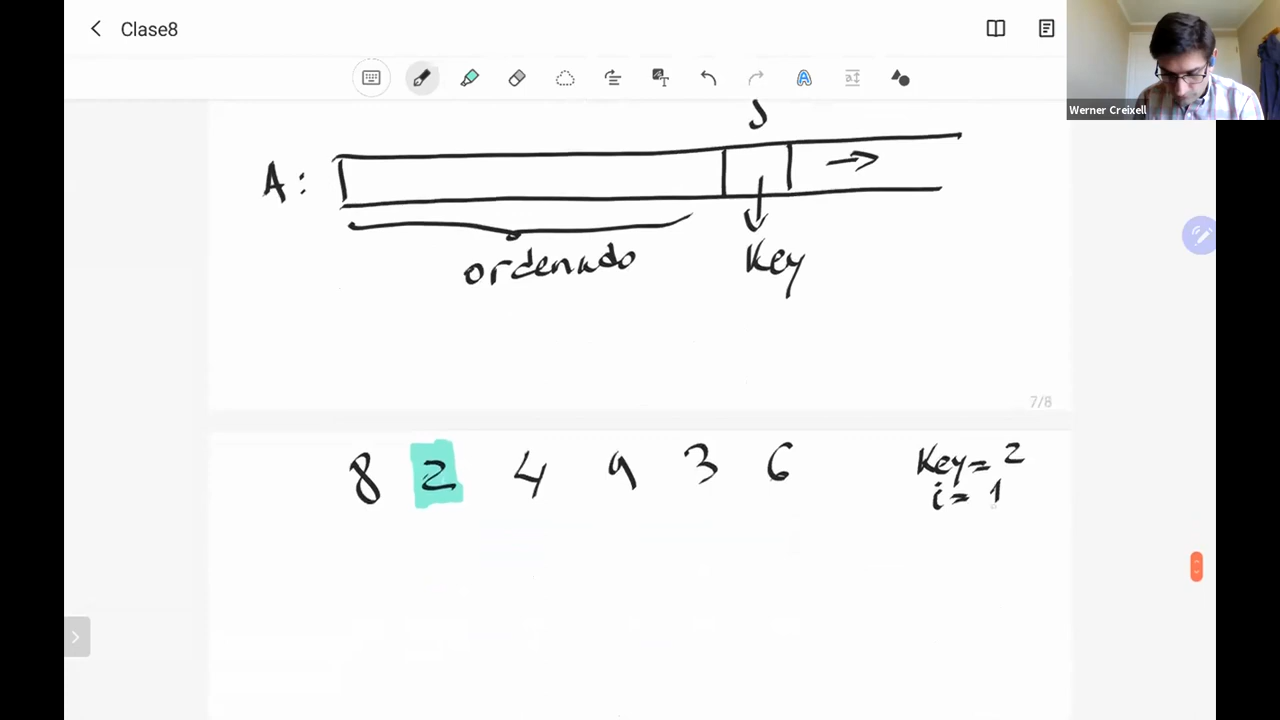 Clase8
Werner Creixell
J
A:
ordenado
Key
7/8
8 2 4 9 3 6
Key= 2
i= 1